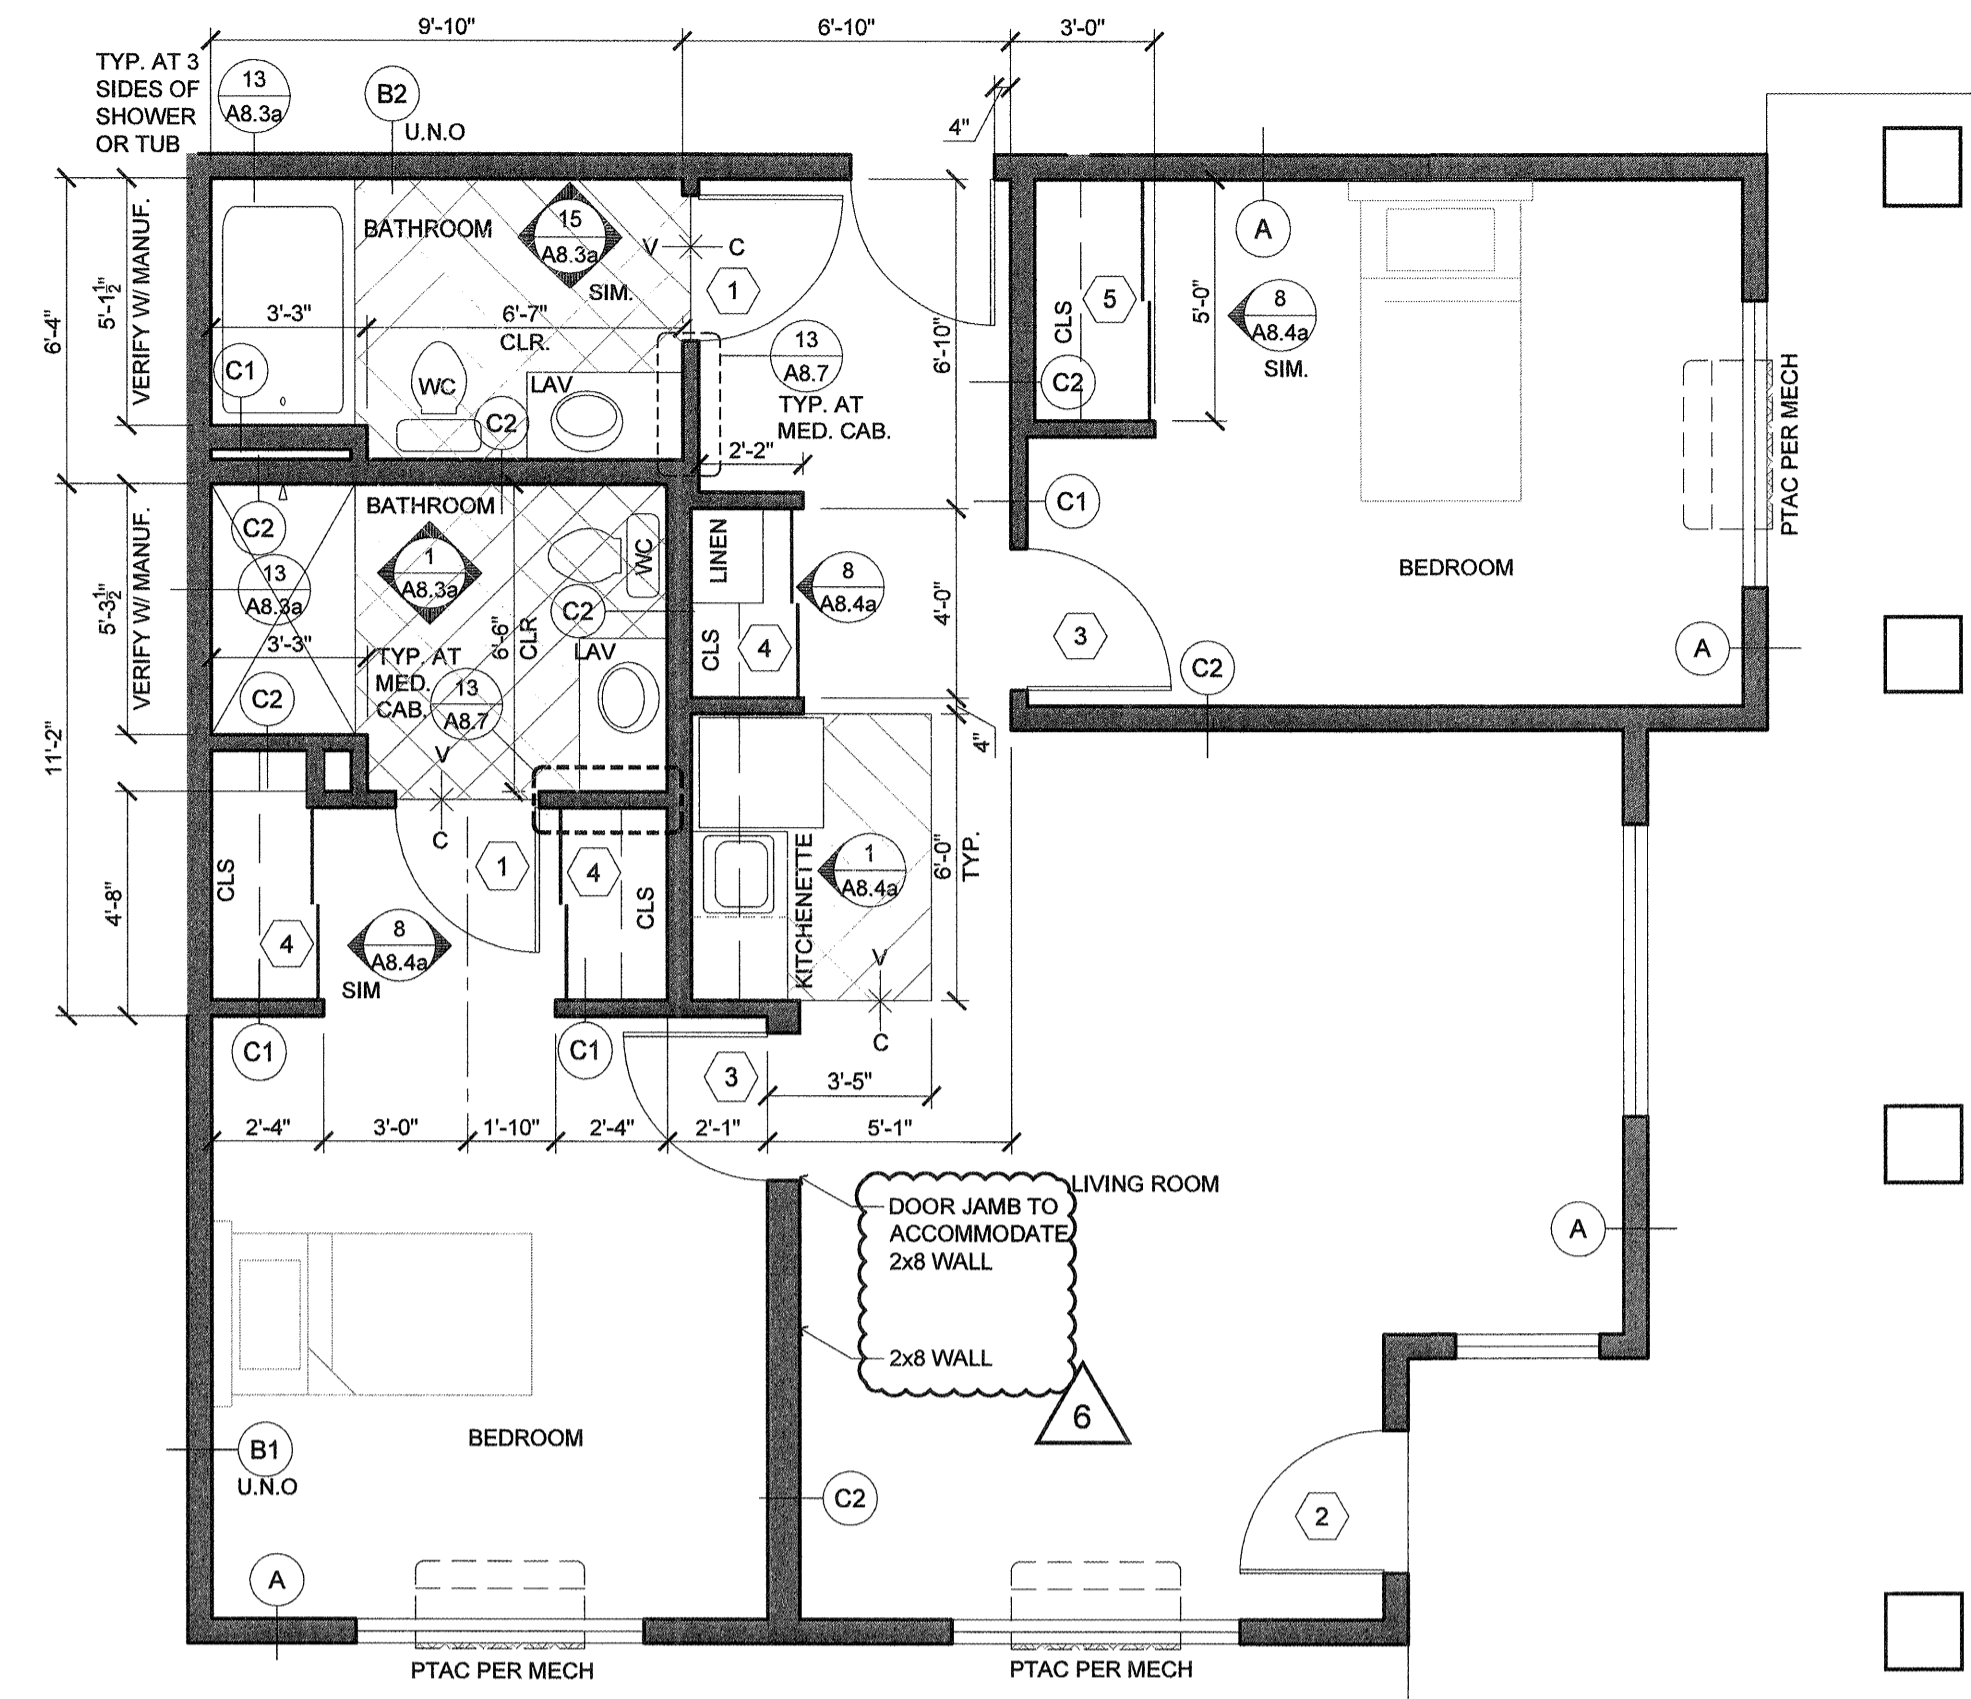 9'-10"
6'-10"
3'-0"
TYP. AT 3
SIDES OF
SHOWER
OR TUB
13
A8.3a
B2
U.N.O
4"
6'-4"
5'-1½"
VERIFY W/ MANUF.
BATHROOM
15
A8.3a
SIM.
V
C
1
3'-3"
6'-7"
CLR.
C1
WC
LAV
C2
13
A8.7
TYP. AT
MED. CAB.
2'-2"
6'-10"
CLS
5
C2
5'-0"
A
8
A8.4a
SIM.
PTAC PER MECH
C1
BEDROOM
A
3
C2
11'-2"
5'-3½"
VERIFY W/ MANUF.
BATHROOM
C2
13
A8.3a
3'-3"
C2
1
A8.3a
6'-6"
CLR
WC
C2
LAV
TYP. AT
MED.
CAB.
13
A8.7
V
C
LINEN
CLS
4
8
A8.4a
4'-0"
4"
4'-8"
CLS
4
8
A8.4a
SIM
1
4
CLS
KITCHENETTE
1
A8.4a
6'-0"
TYP.
V
C
C1
C1
3
3'-5"
2'-4"
3'-0"
1'-10"
2'-4"
2'-1"
5'-1"
LIVING ROOM
DOOR JAMB TO
ACCOMMODATE
2x8 WALL
2x8 WALL
6
A
BEDROOM
B1
U.N.O
C2
2
A
PTAC PER MECH
PTAC PER MECH